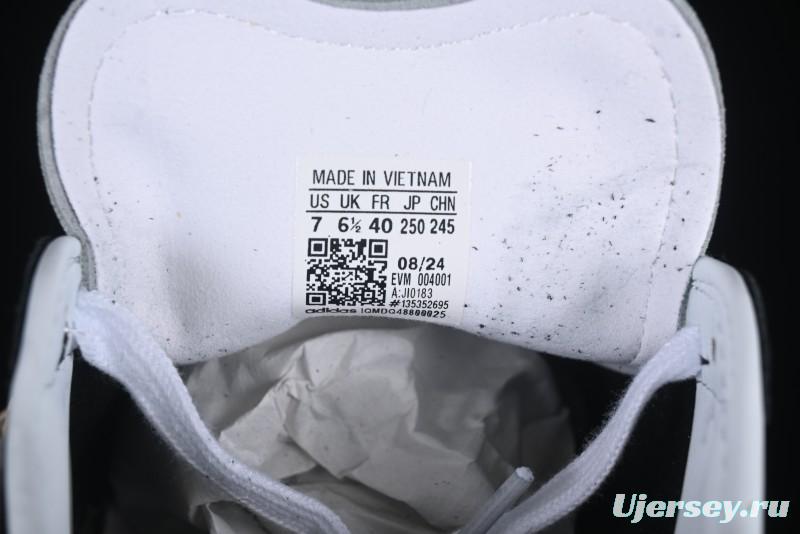 MADE IN VIETNAM
US UK FR JP CHN
7 6½ 40 250 245
08/24
EVM 004001
A:JI0183
#135352695
adidas IQMDQ48800025
Ujersey.ru